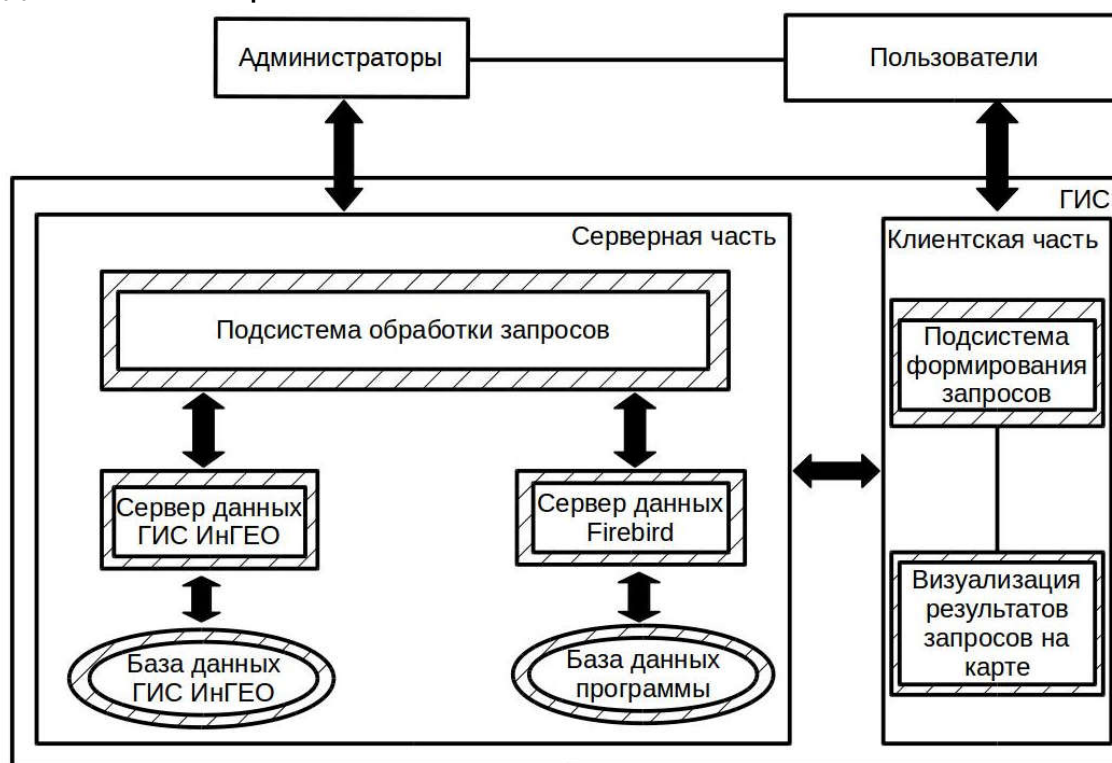 Администраторы
Пользователи
ГИС
Серверная часть
Клиентская часть
Подсистема обработки запросов
Подсистема
формирования
запросов
Сервер данных
ГИС ИнГЕО
Сервер данных
Firebird
База данных
ГИС ИнГЕО
База данных
программы
Визуализация
результатов
запросов на
карте